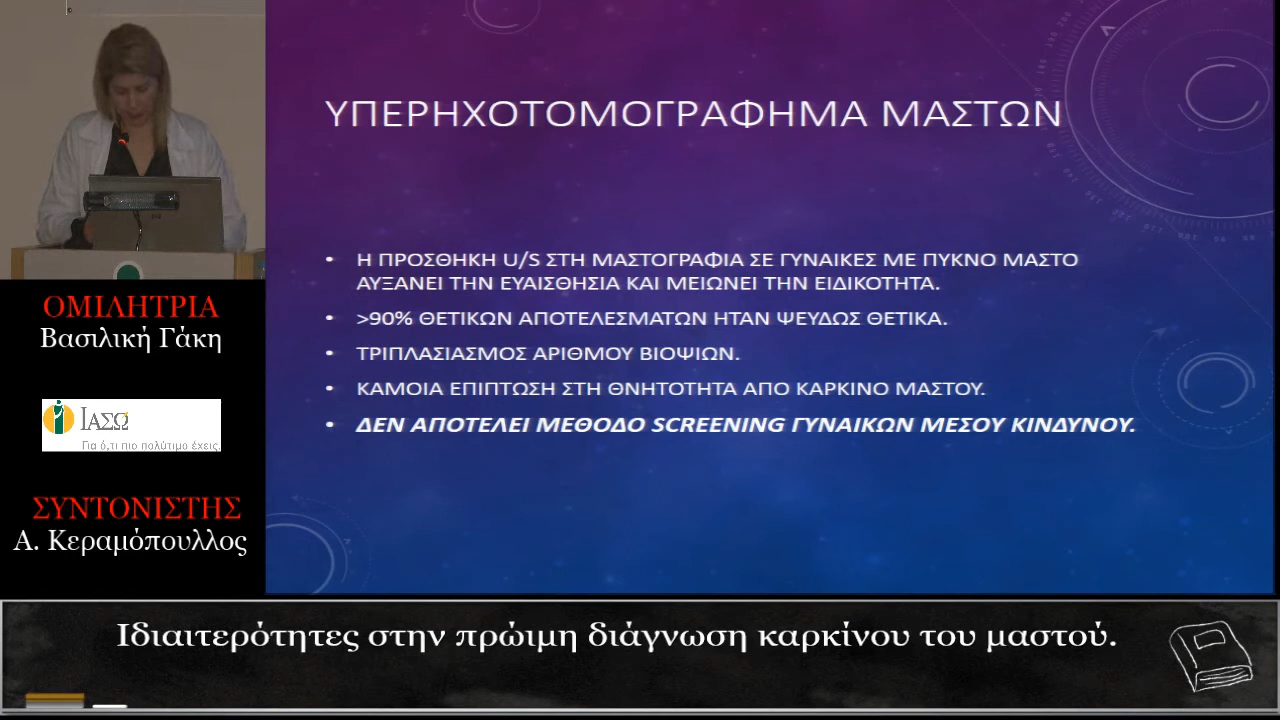 ΥΠΕΡΗΧΟΤΟΜΟΓΡΑΦΗΜΑ ΜΑΣΤΩΝ
• Η ΠΡΟΣΘΗΚΗ U/S ΣΤΗ ΜΑΣΤΟΓΡΑΦΙΑ ΣΕ ΓΥΝΑΙΚΕΣ ΜΕ ΠΥΚΝΟ ΜΑΣΤΟ
ΑΥΞΑΝΕΙ ΤΗΝ ΕΥΑΙΣΘΗΣΙΑ ΚΑΙ ΜΕΙΩΝΕΙ ΤΗΝ ΕΙΔΙΚΟΤΗΤΑ.
• >90% ΘΕΤΙΚΩΝ ΑΠΟΤΕΛΕΣΜΑΤΩΝ ΗΤΑΝ ΨΕΥΔΩΣ ΘΕΤΙΚΑ.
• ΤΡΙΠΛΑΣΙΑΣΜΟΣ ΑΡΙΘΜΟΥ ΒΙΟΨΙΩΝ.
• ΚΑΜΟΙΑ ΕΠΙΠΤΩΣΗ ΣΤΗ ΘΝΗΤΟΤΗΤΑ ΑΠΟ ΚΑΡΚΙΝΟ ΜΑΣΤΟΥ.
• ΔΕΝ ΑΠΟΤΕΛΕΙ ΜΕΘΟΔΟ SCREENING ΓΥΝΑΙΚΩΝ ΜΕΣΟΥ ΚΙΝΔΥΝΟΥ.
ΟΜΙΛΗΤΡΙΑ
Βασιλική Γάκη
ΙΑΣΩ
Για ό,τι πιο πολύτιμο έχεις.
ΣΥΝΤΟΝΙΣΤΗΣ
Α. Κεραμόπουλλος
Ιδιαιτερότητες στην πρώιμη διάγνωση καρκίνου του μαστού.